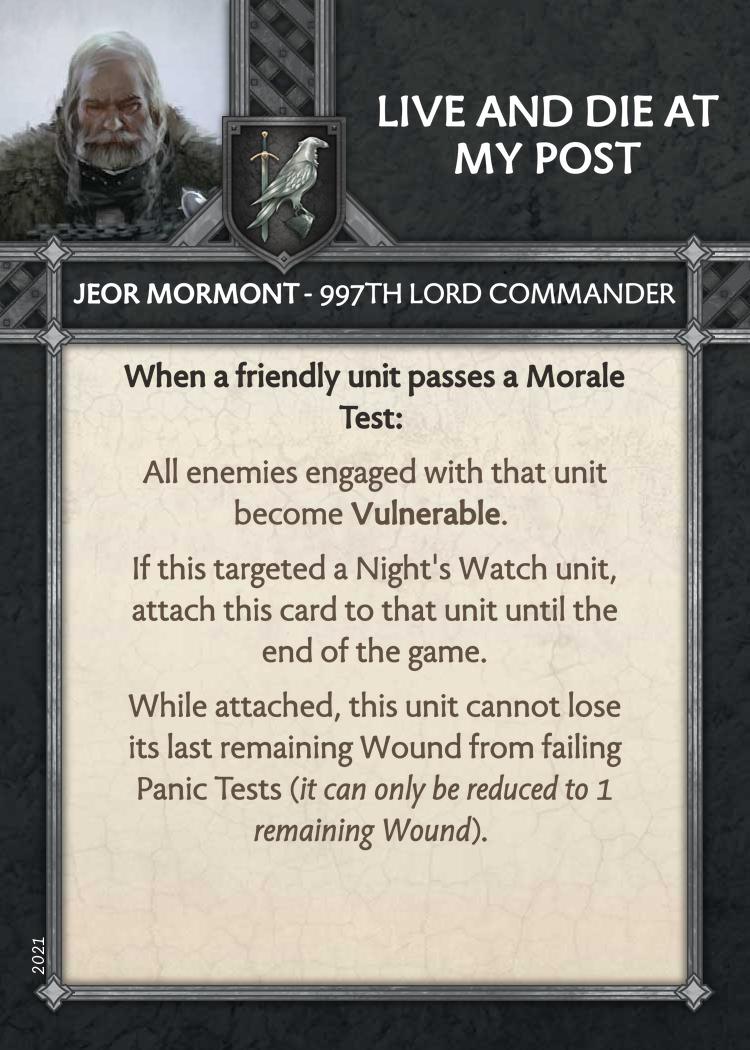 LIVE AND DIE AT
MY POST
JEOR MORMONT - 997TH LORD COMMANDER
When a friendly unit passes a Morale
Test:
All enemies engaged with that unit
become Vulnerable.
If this targeted a Night's Watch unit,
attach this card to that unit until the
end of the game.
While attached, this unit cannot lose
its last remaining Wound from failing
Panic Tests (it can only be reduced to 1
remaining Wound).
2021